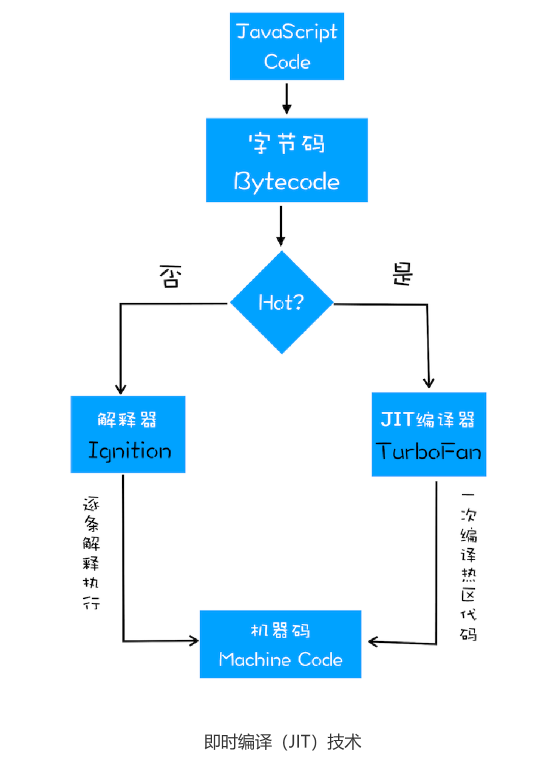 JavaScript
Code
字节码
Bytecode
否
是
Hot?
解释器
Ignition
JIT编译器
TurboFan
逐条解释执行
一次编译热区代码
机器码
Machine Code
即时编译（JIT）技术